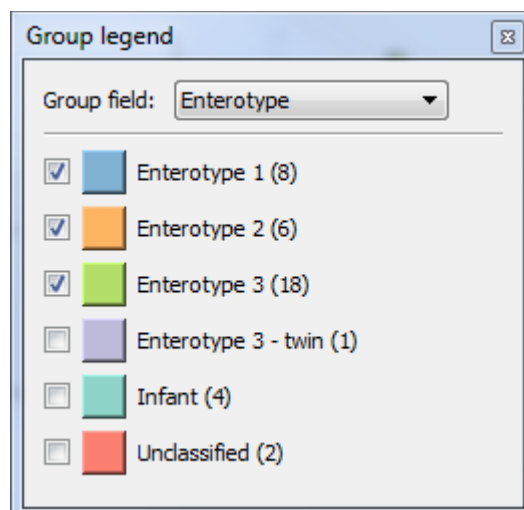 Group legend
Group field: Enterotype
Enterotype 1 (8)
Enterotype 2 (6)
Enterotype 3 (18)
Enterotype 3 - twin (1)
Infant (4)
Unclassified (2)